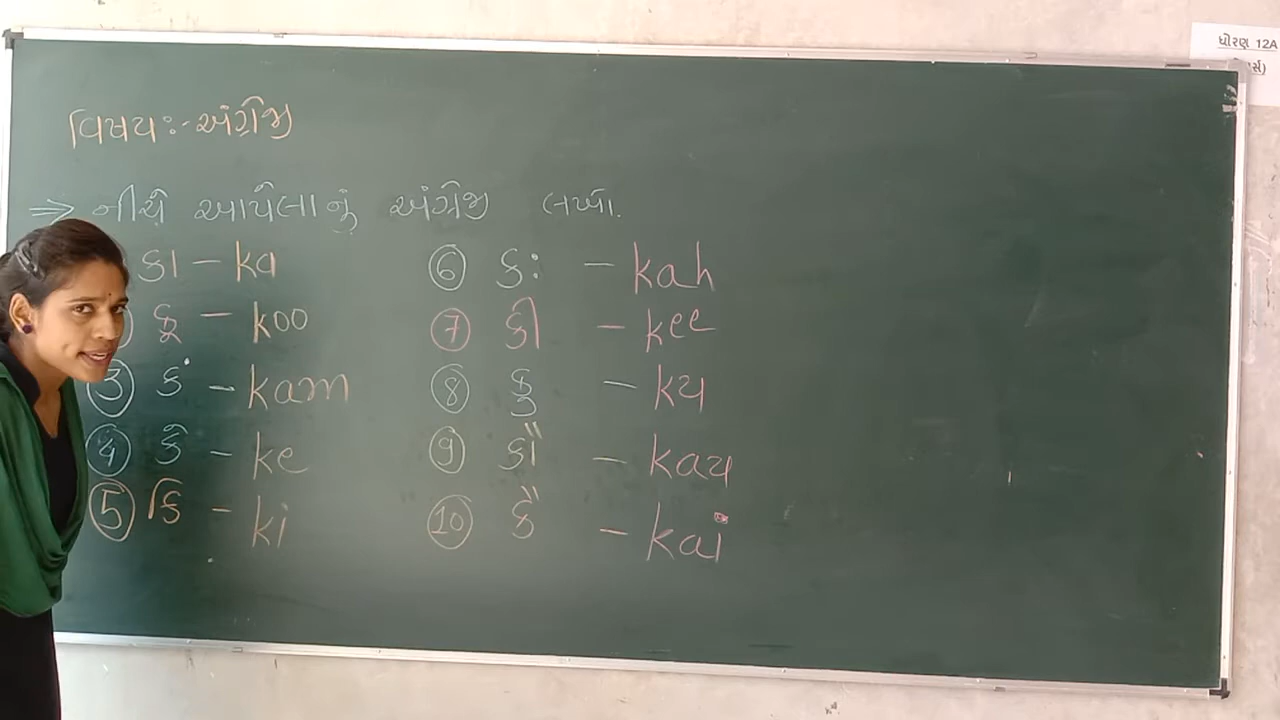 ધોરણ 12A
વિષય:- અંગ્રેજી
⇒ નીચે આપેલાનું અંગ્રેજી લખો.
કા - ka
કૂ - koo
③ કં - kam
④ કે - ke
⑤ કિ - ki
⑥ કઃ - kah
⑦ કી - kee
⑧ કુ - ku
⑨ કૌ - kau
⑩ કૈ - kai